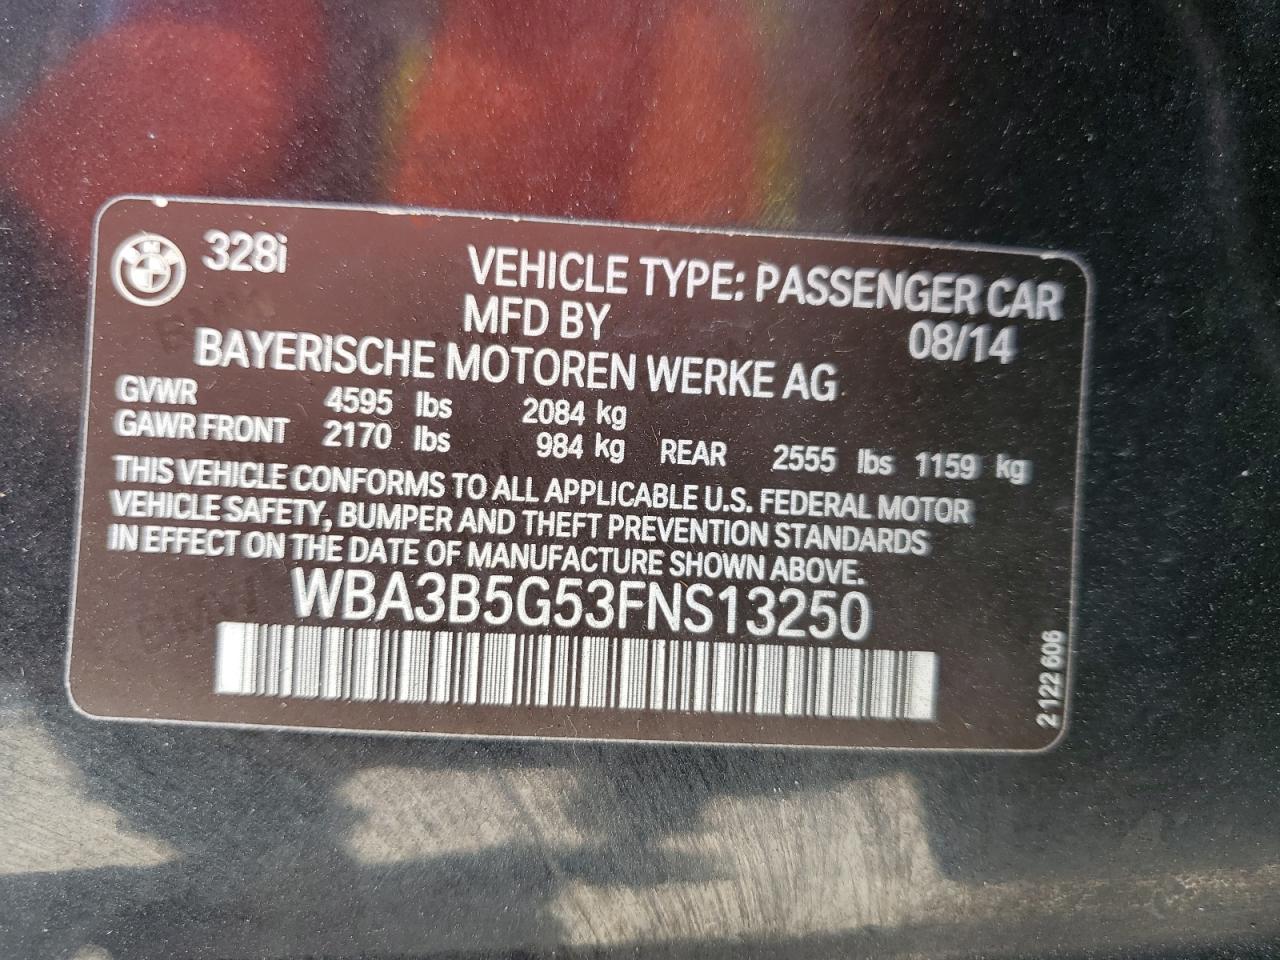 328i
VEHICLE TYPE: PASSENGER CAR
MFD BY 08/14
BAYERISCHE MOTOREN WERKE AG
GVWR 4595 lbs 2084 kg
GAWR FRONT 2170 lbs 984 kg REAR 2555 lbs 1159 kg
THIS VEHICLE CONFORMS TO ALL APPLICABLE U.S. FEDERAL MOTOR
VEHICLE SAFETY, BUMPER AND THEFT PREVENTION STANDARDS
IN EFFECT ON THE DATE OF MANUFACTURE SHOWN ABOVE.
WBA3B5G53FNS13250
2 122 606